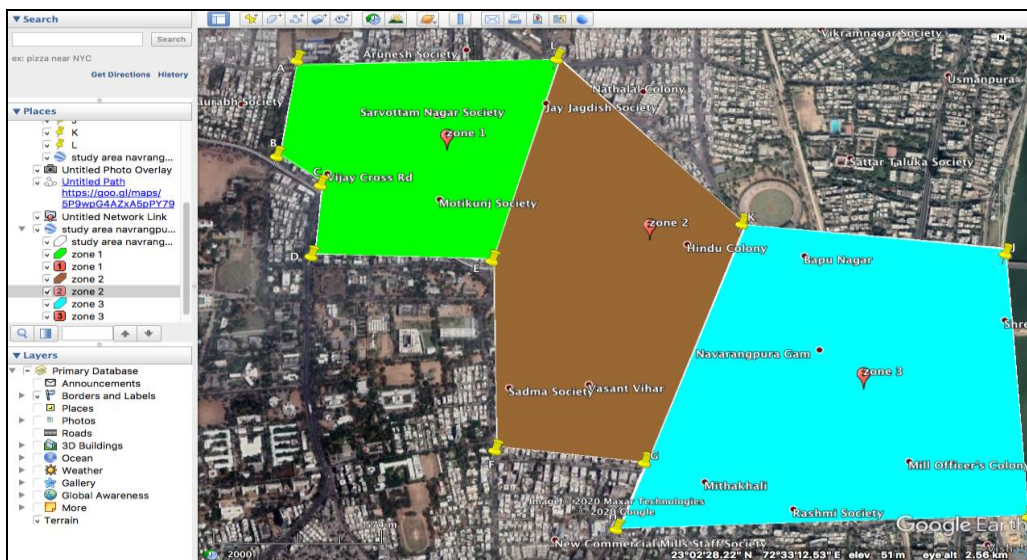 ▼ Search
Search
ex: pizza near NYC
Get Directions History
▼ Places
J
K
L
study area navrang...
Untitled Photo Overlay
Untitled Path
https://goo.gl/maps/
5P9wpG4AZxA5pPY79
Untitled Network Link
study area navrangpu...
study area navrang...
zone 1
1 zone 1
zone 2
2 zone 2
zone 3
3 zone 3
▼ Layers
Primary Database
Announcements
Borders and Labels
Places
Photos
Roads
3D Buildings
Ocean
Weather
Gallery
Global Awareness
More
Terrain
Arunesh Society
L
Vikramnagar Society
N
A
Usmanpura
Nathalal Colony
aurabh Society
Jay Jagdish Society
Sarvottam Nagar Society
zone 1
B
Sattar Taluka Society
C
Vijay Cross Rd
Motikunj Society
K
zone 2
Hindu Colony
J
D
E
Bapu Nagar
Shre
Navarangpura Gam
zone 3
Sadma Society
Vasant Vihar
F
G
Mill Officer's Colony
Mithakhali
Image © 2020 Maxar Technologies
© 2020 Google
Rashmi Society
Google Earth
New Commercial Mills Staff Society
2000
23°02'28.22" N 72°33'12.53" E elev 51 m eye alt 2.56 km